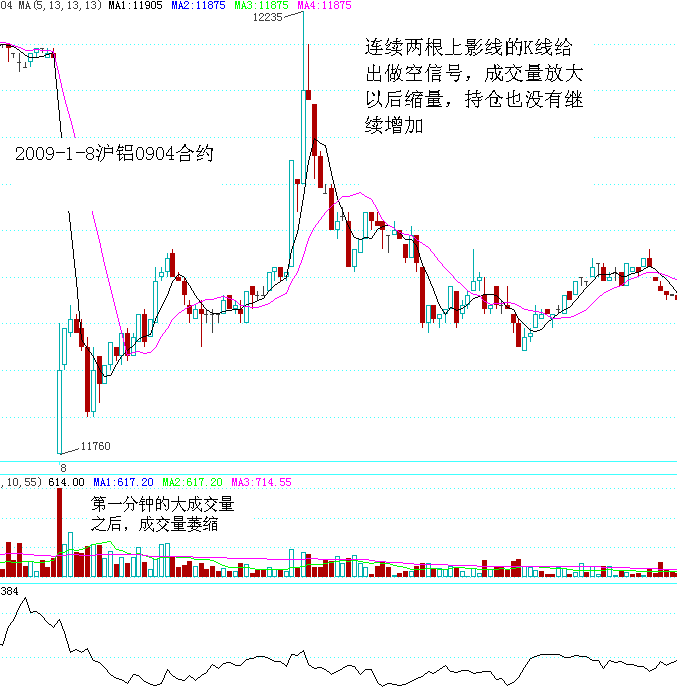 04 MA(5,13,13,13) MA1:11905 MA2:11875 MA3:11875 MA4:11875
12235
连续两根上影线的K线给
出做空信号，成交量放大
以后缩量，持仓也没有继
续增加
2009-1-8沪铝0904合约
11760
8
,10,55) 614.00 MA1:617.20 MA2:617.20 MA3:714.55
第一分钟的大成交量
之后，成交量萎缩
384